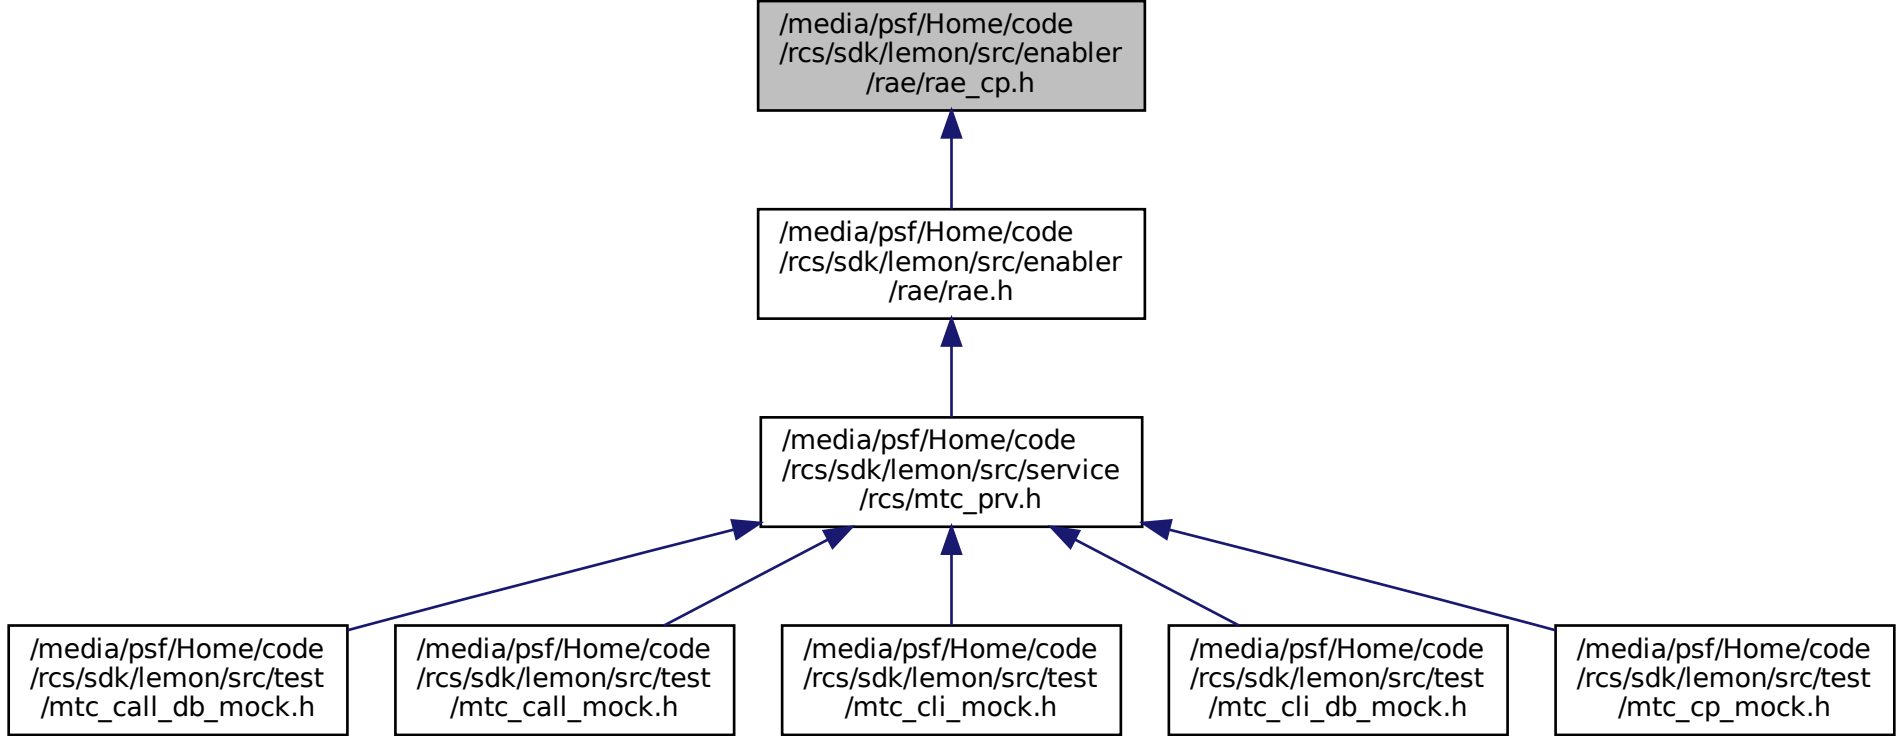 /media/psf/Home/code
/rcs/sdk/lemon/src/enabler
/rae/rae_cp.h
/media/psf/Home/code
/rcs/sdk/lemon/src/enabler
/rae/rae.h
/media/psf/Home/code
/rcs/sdk/lemon/src/service
/rcs/mtc_prv.h
/media/psf/Home/code
/rcs/sdk/lemon/src/test
/mtc_call_db_mock.h
/media/psf/Home/code
/rcs/sdk/lemon/src/test
/mtc_call_mock.h
/media/psf/Home/code
/rcs/sdk/lemon/src/test
/mtc_cli_mock.h
/media/psf/Home/code
/rcs/sdk/lemon/src/test
/mtc_cli_db_mock.h
/media/psf/Home/code
/rcs/sdk/lemon/src/test
/mtc_cp_mock.h